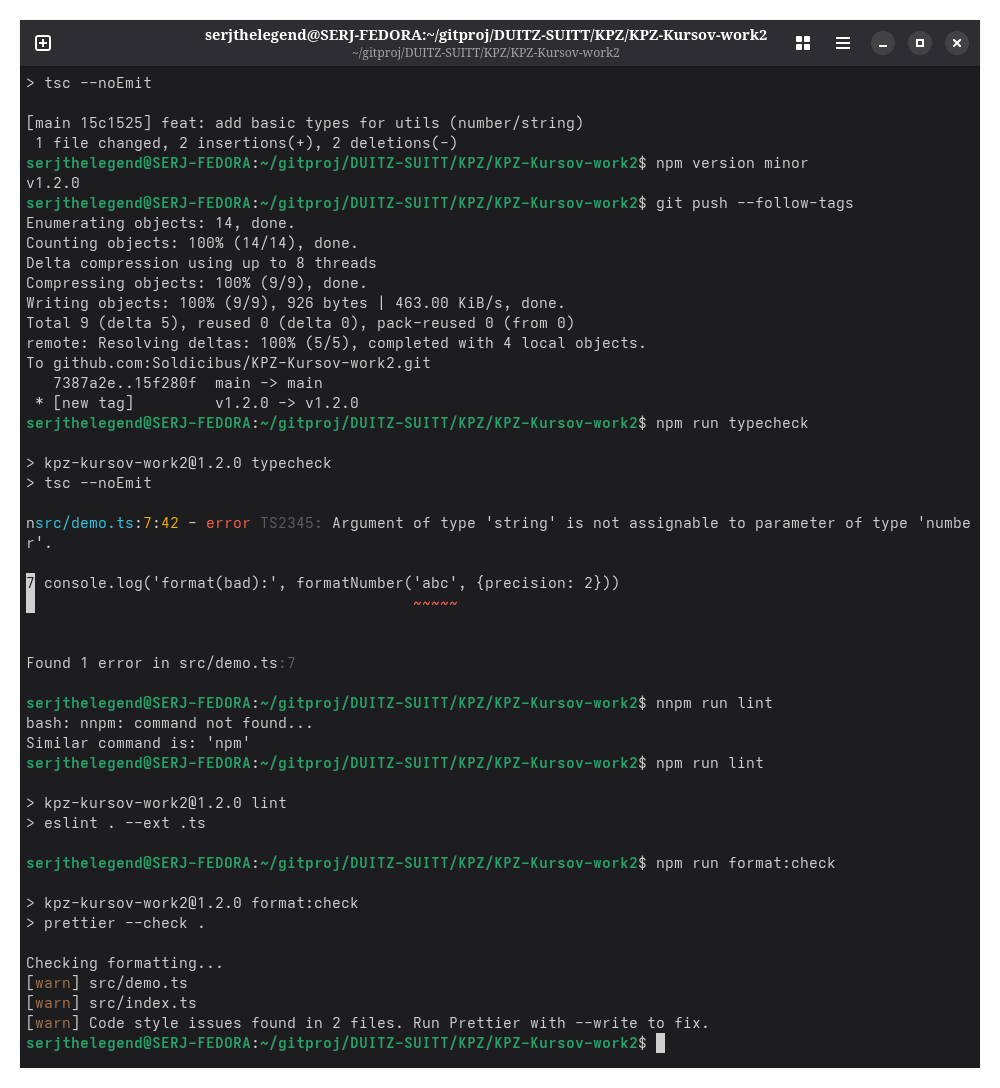 serjthelegend@SERJ-FEDORA:~/gitproj/DUITZ-SUITT/KPZ/KPZ-Kursov-work2
~/gitproj/DUITZ-SUITT/KPZ/KPZ-Kursov-work2
> tsc --noEmit
[main 15c1525] feat: add basic types for utils (number/string)
 1 file changed, 2 insertions(+), 2 deletions(-)
serjthelegend@SERJ-FEDORA:~/gitproj/DUITZ-SUITT/KPZ/KPZ-Kursov-work2$ npm version minor
v1.2.0
serjthelegend@SERJ-FEDORA:~/gitproj/DUITZ-SUITT/KPZ/KPZ-Kursov-work2$ git push --follow-tags
Enumerating objects: 14, done.
Counting objects: 100% (14/14), done.
Delta compression using up to 8 threads
Compressing objects: 100% (9/9), done.
Writing objects: 100% (9/9), 926 bytes | 463.00 KiB/s, done.
Total 9 (delta 5), reused 0 (delta 0), pack-reused 0 (from 0)
remote: Resolving deltas: 100% (5/5), completed with 4 local objects.
To github.com:Soldicibus/KPZ-Kursov-work2.git
   7387a2e..15f280f  main -> main
 * [new tag]         v1.2.0 -> v1.2.0
serjthelegend@SERJ-FEDORA:~/gitproj/DUITZ-SUITT/KPZ/KPZ-Kursov-work2$ npm run typecheck
> kpz-kursov-work2@1.2.0 typecheck
> tsc --noEmit
nsrc/demo.ts:7:42 - error TS2345: Argument of type 'string' is not assignable to parameter of type 'numbe
r'.
7 console.log('format(bad):', formatNumber('abc', {precision: 2}))
~~~~~
Found 1 error in src/demo.ts:7
serjthelegend@SERJ-FEDORA:~/gitproj/DUITZ-SUITT/KPZ/KPZ-Kursov-work2$ nnpm run lint
bash: nnpm: command not found...
Similar command is: 'npm'
serjthelegend@SERJ-FEDORA:~/gitproj/DUITZ-SUITT/KPZ/KPZ-Kursov-work2$ npm run lint
> kpz-kursov-work2@1.2.0 lint
> eslint . --ext .ts
serjthelegend@SERJ-FEDORA:~/gitproj/DUITZ-SUITT/KPZ/KPZ-Kursov-work2$ npm run format:check
> kpz-kursov-work2@1.2.0 format:check
> prettier --check .
Checking formatting...
[warn] src/demo.ts
[warn] src/index.ts
[warn] Code style issues found in 2 files. Run Prettier with --write to fix.
serjthelegend@SERJ-FEDORA:~/gitproj/DUITZ-SUITT/KPZ/KPZ-Kursov-work2$